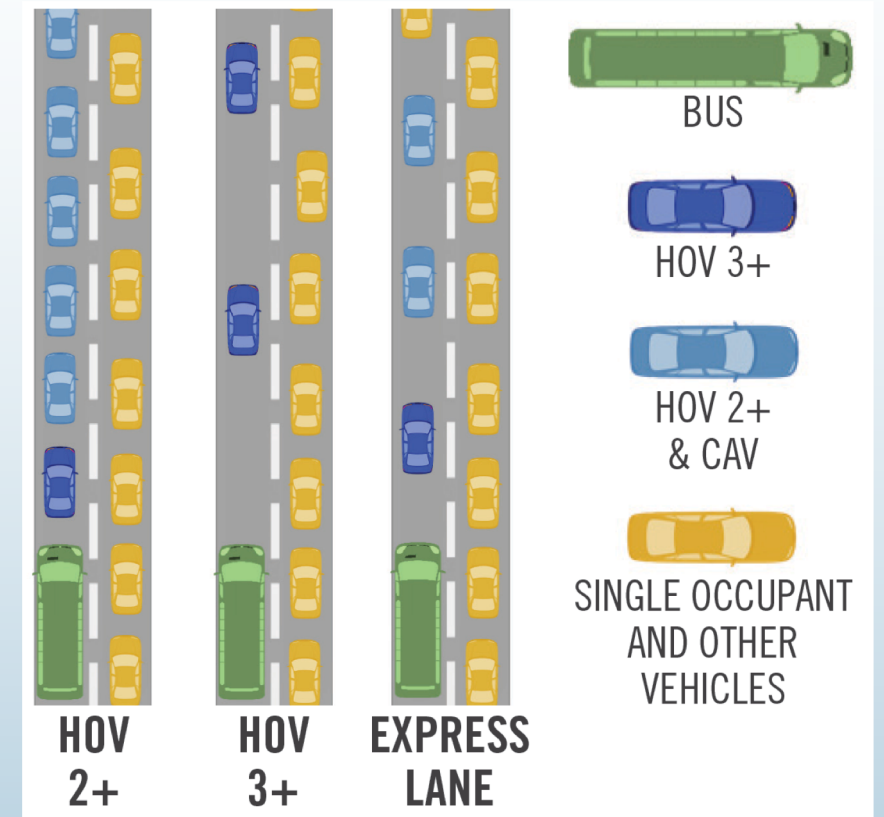 BUS
HOV 3+
HOV 2+
& CAV
SINGLE OCCUPANT
AND OTHER
VEHICLES
HOV
2+
HOV
3+
EXPRESS
LANE